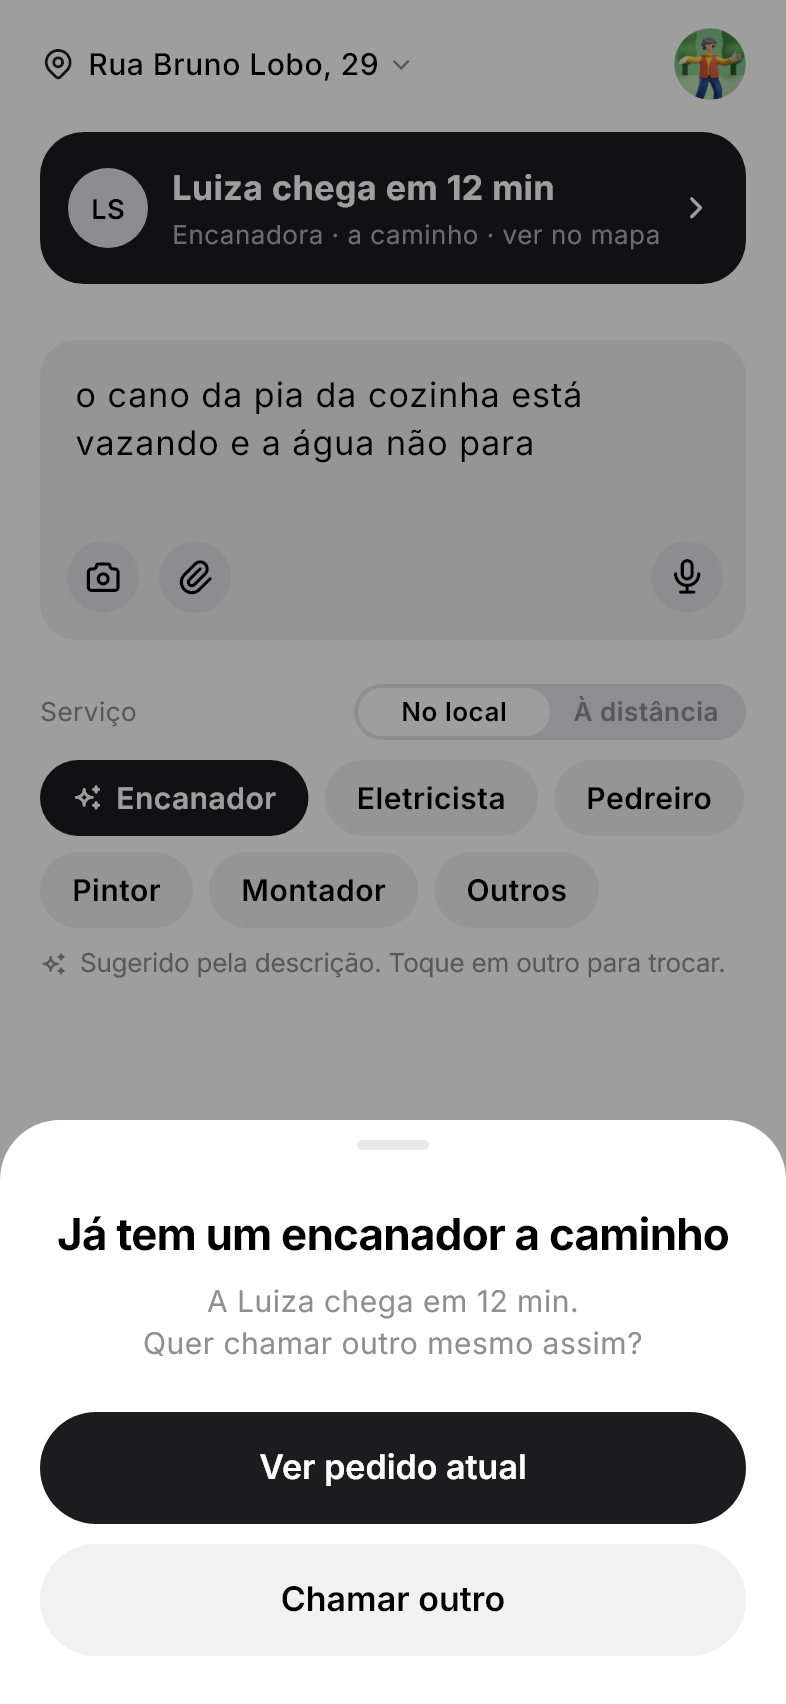 Rua Bruno Lobo, 29
LS
Luiza chega em 12 min
Encanadora · a caminho · ver no mapa
o cano da pia da cozinha está
vazando e a água não para
Serviço
No local
À distância
Encanador
Eletricista
Pedreiro
Pintor
Montador
Outros
Sugerido pela descrição. Toque em outro para trocar.
Já tem um encanador a caminho
A Luiza chega em 12 min.
Quer chamar outro mesmo assim?
Ver pedido atual
Chamar outro